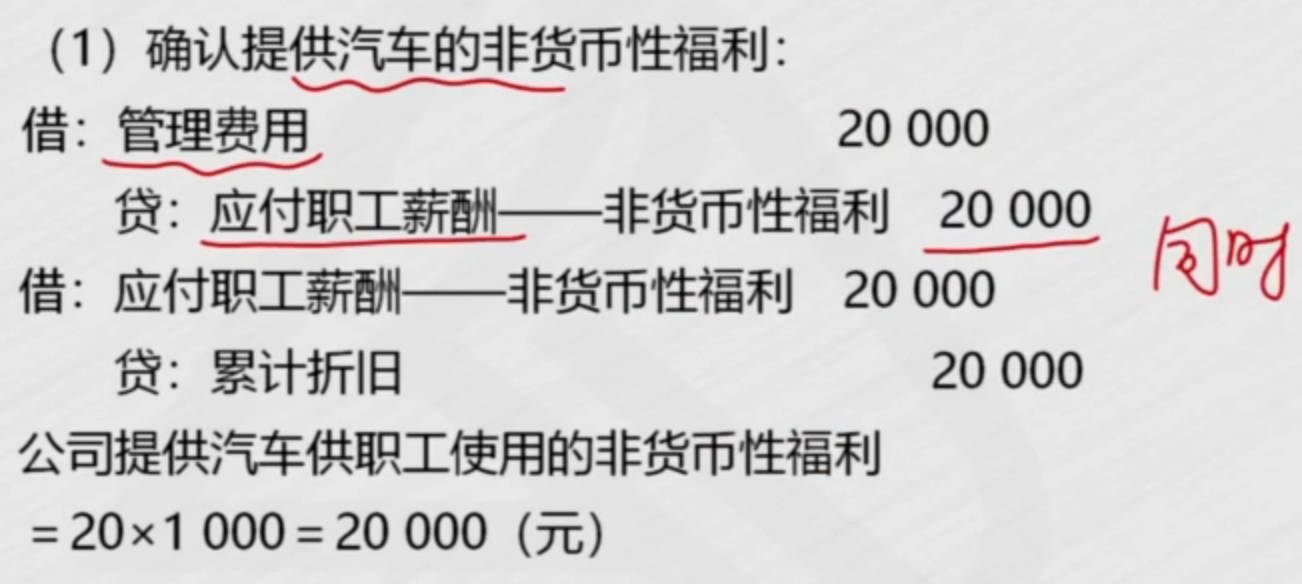 （1）确认提供汽车的非货币性福利：
借：管理费用 20 000
贷：应付职工薪酬——非货币性福利 20 000
同时
借：应付职工薪酬——非货币性福利 20 000
贷：累计折旧 20 000
公司提供汽车供职工使用的非货币性福利
=20×1 000=20 000（元）